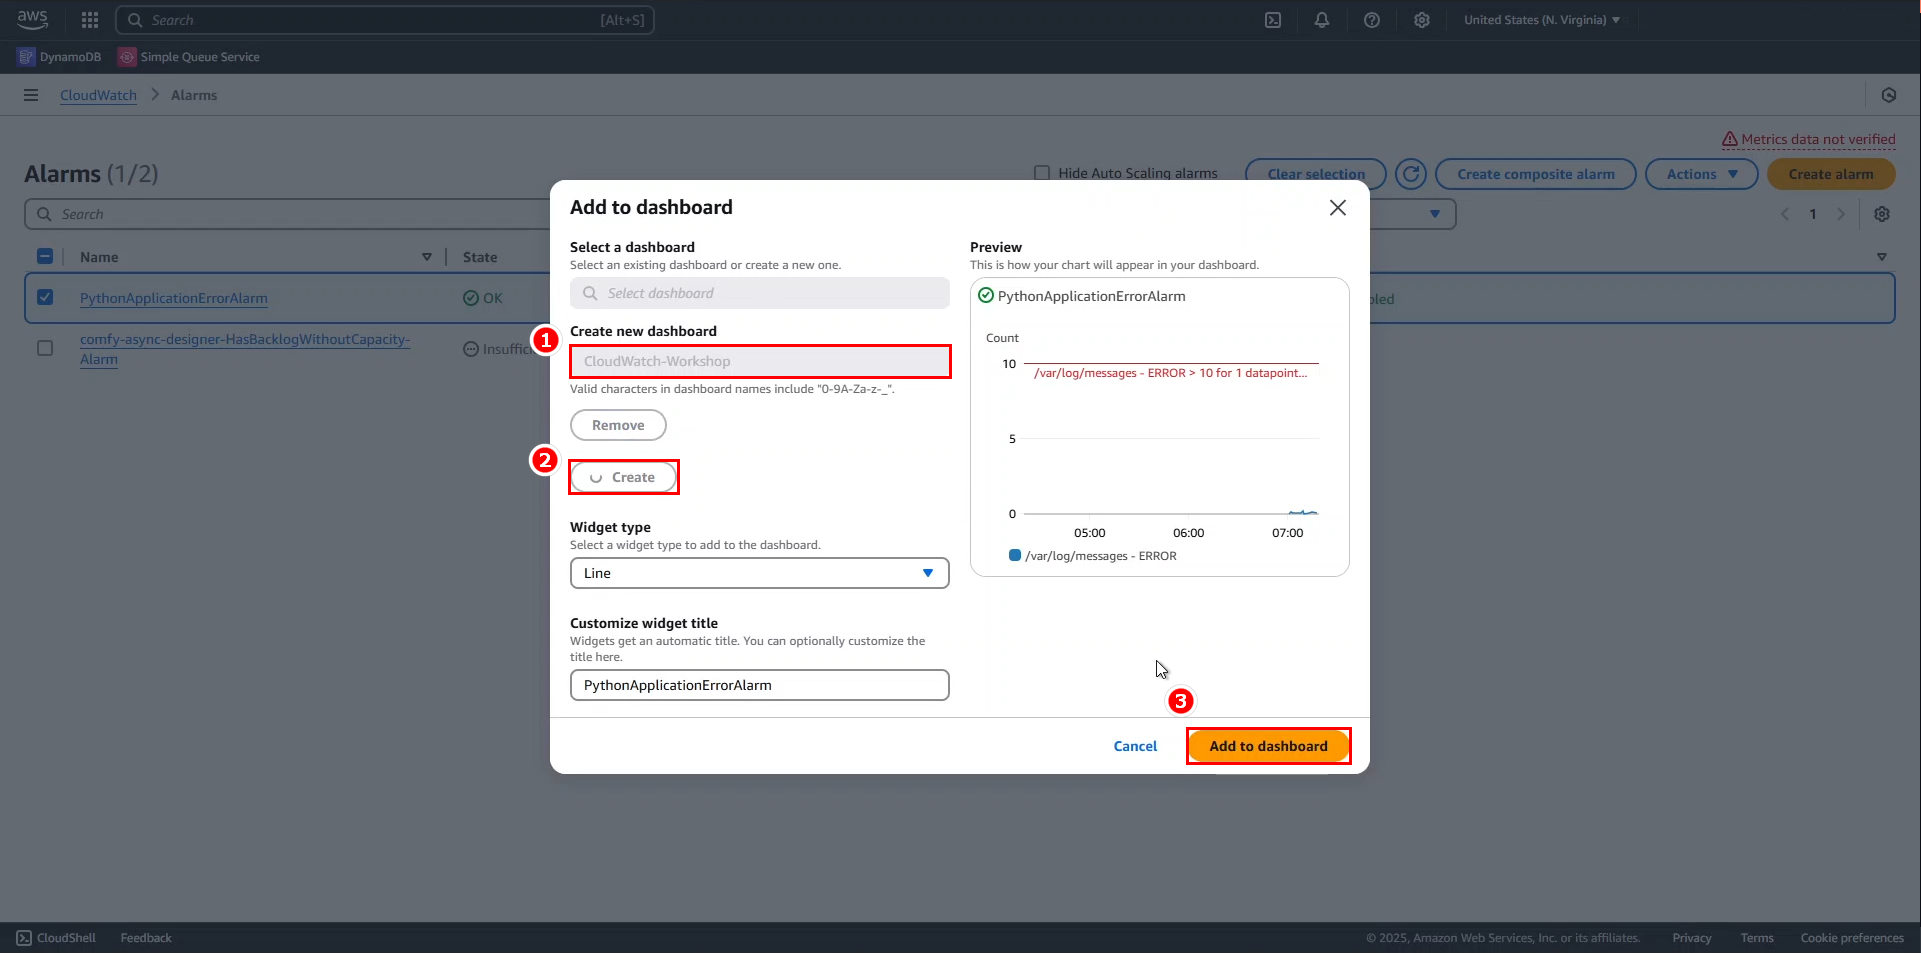 aws
Search
[Alt+S]
United States (N. Virginia)
DynamoDB
Simple Queue Service
CloudWatch
Alarms
Metrics data not verified
Alarms (1/2)
Hide Auto Scaling alarms
Clear selection
Create composite alarm
Actions
Create alarm
Search
1
Name
State
PythonApplicationErrorAlarm
OK
comfy-async-designer-HasBacklogWithoutCapacity-
Alarm
Add to dashboard
Select a dashboard
Select an existing dashboard or create a new one.
Select dashboard
1
Create new dashboard
CloudWatch-Workshop
Valid characters in dashboard names include "0-9A-Za-z-_".
Remove
2
Create
Widget type
Select a widget type to add to the dashboard.
Line
Customize widget title
Widgets get an automatic title. You can optionally customize the
title here.
PythonApplicationErrorAlarm
Preview
This is how your chart will appear in your dashboard.
PythonApplicationErrorAlarm
Count
10
/var/log/messages - ERROR > 10 for 1 datapoint...
5
0
05:00
06:00
07:00
/var/log/messages - ERROR
3
Cancel
Add to dashboard
CloudShell
Feedback
© 2025, Amazon Web Services, Inc. or its affiliates.
Privacy
Terms
Cookie preferences